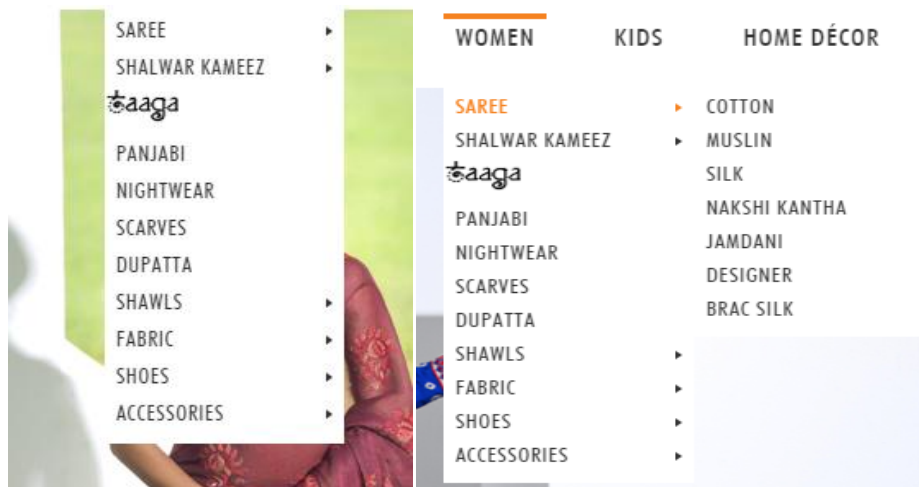 SAREE
SHALWAR KAMEEZ
taaga
PANJABI
NIGHTWEAR
SCARVES
DUPATTA
SHAWLS
FABRIC
SHOES
ACCESSORIES
WOMEN KIDS HOME DÉCOR
SAREE
SHALWAR KAMEEZ
taaga
PANJABI
NIGHTWEAR
SCARVES
DUPATTA
SHAWLS
FABRIC
SHOES
ACCESSORIES
COTTON
MUSLIN
SILK
NAKSHI KANTHA
JAMDANI
DESIGNER
BRAC SILK